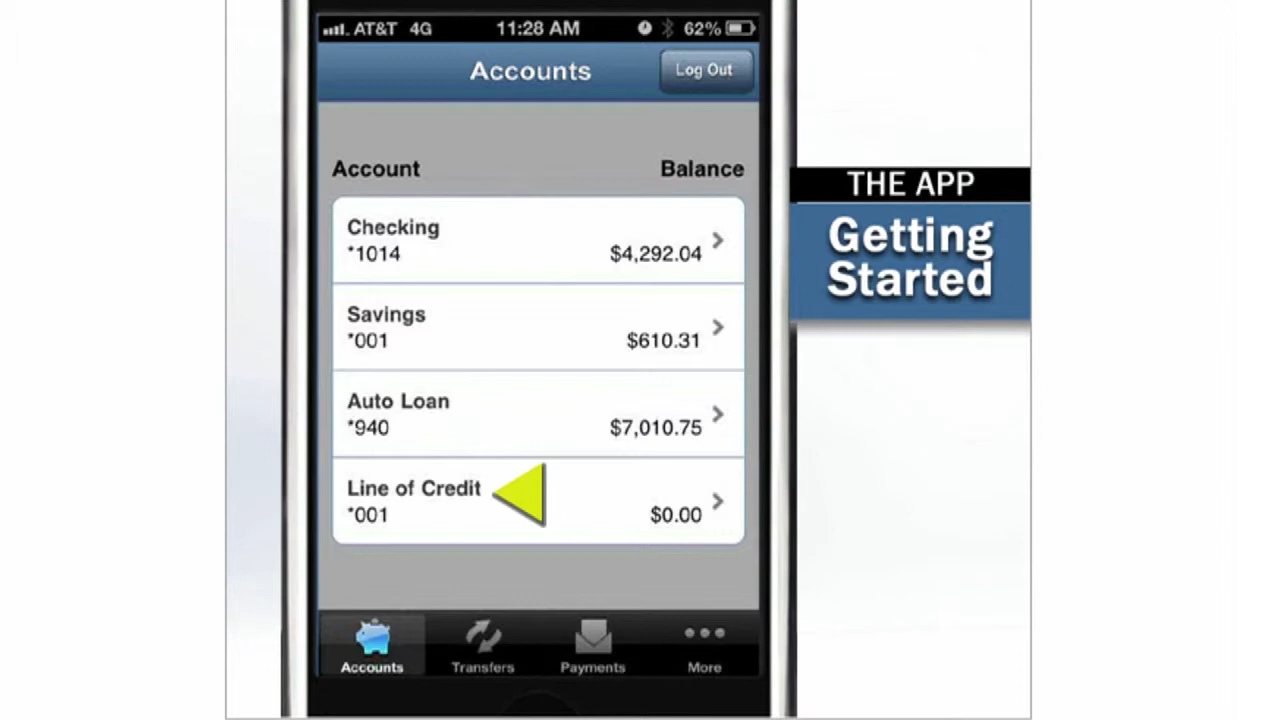 AT&T 4G 11:28 AM 62%
Accounts Log Out
Account Balance
Checking
*1014 $4,292.04
Savings
*001 $610.31
Auto Loan
*940 $7,010.75
Line of Credit
*001 $0.00
Accounts Transfers Payments More
THE APP
Getting
Started